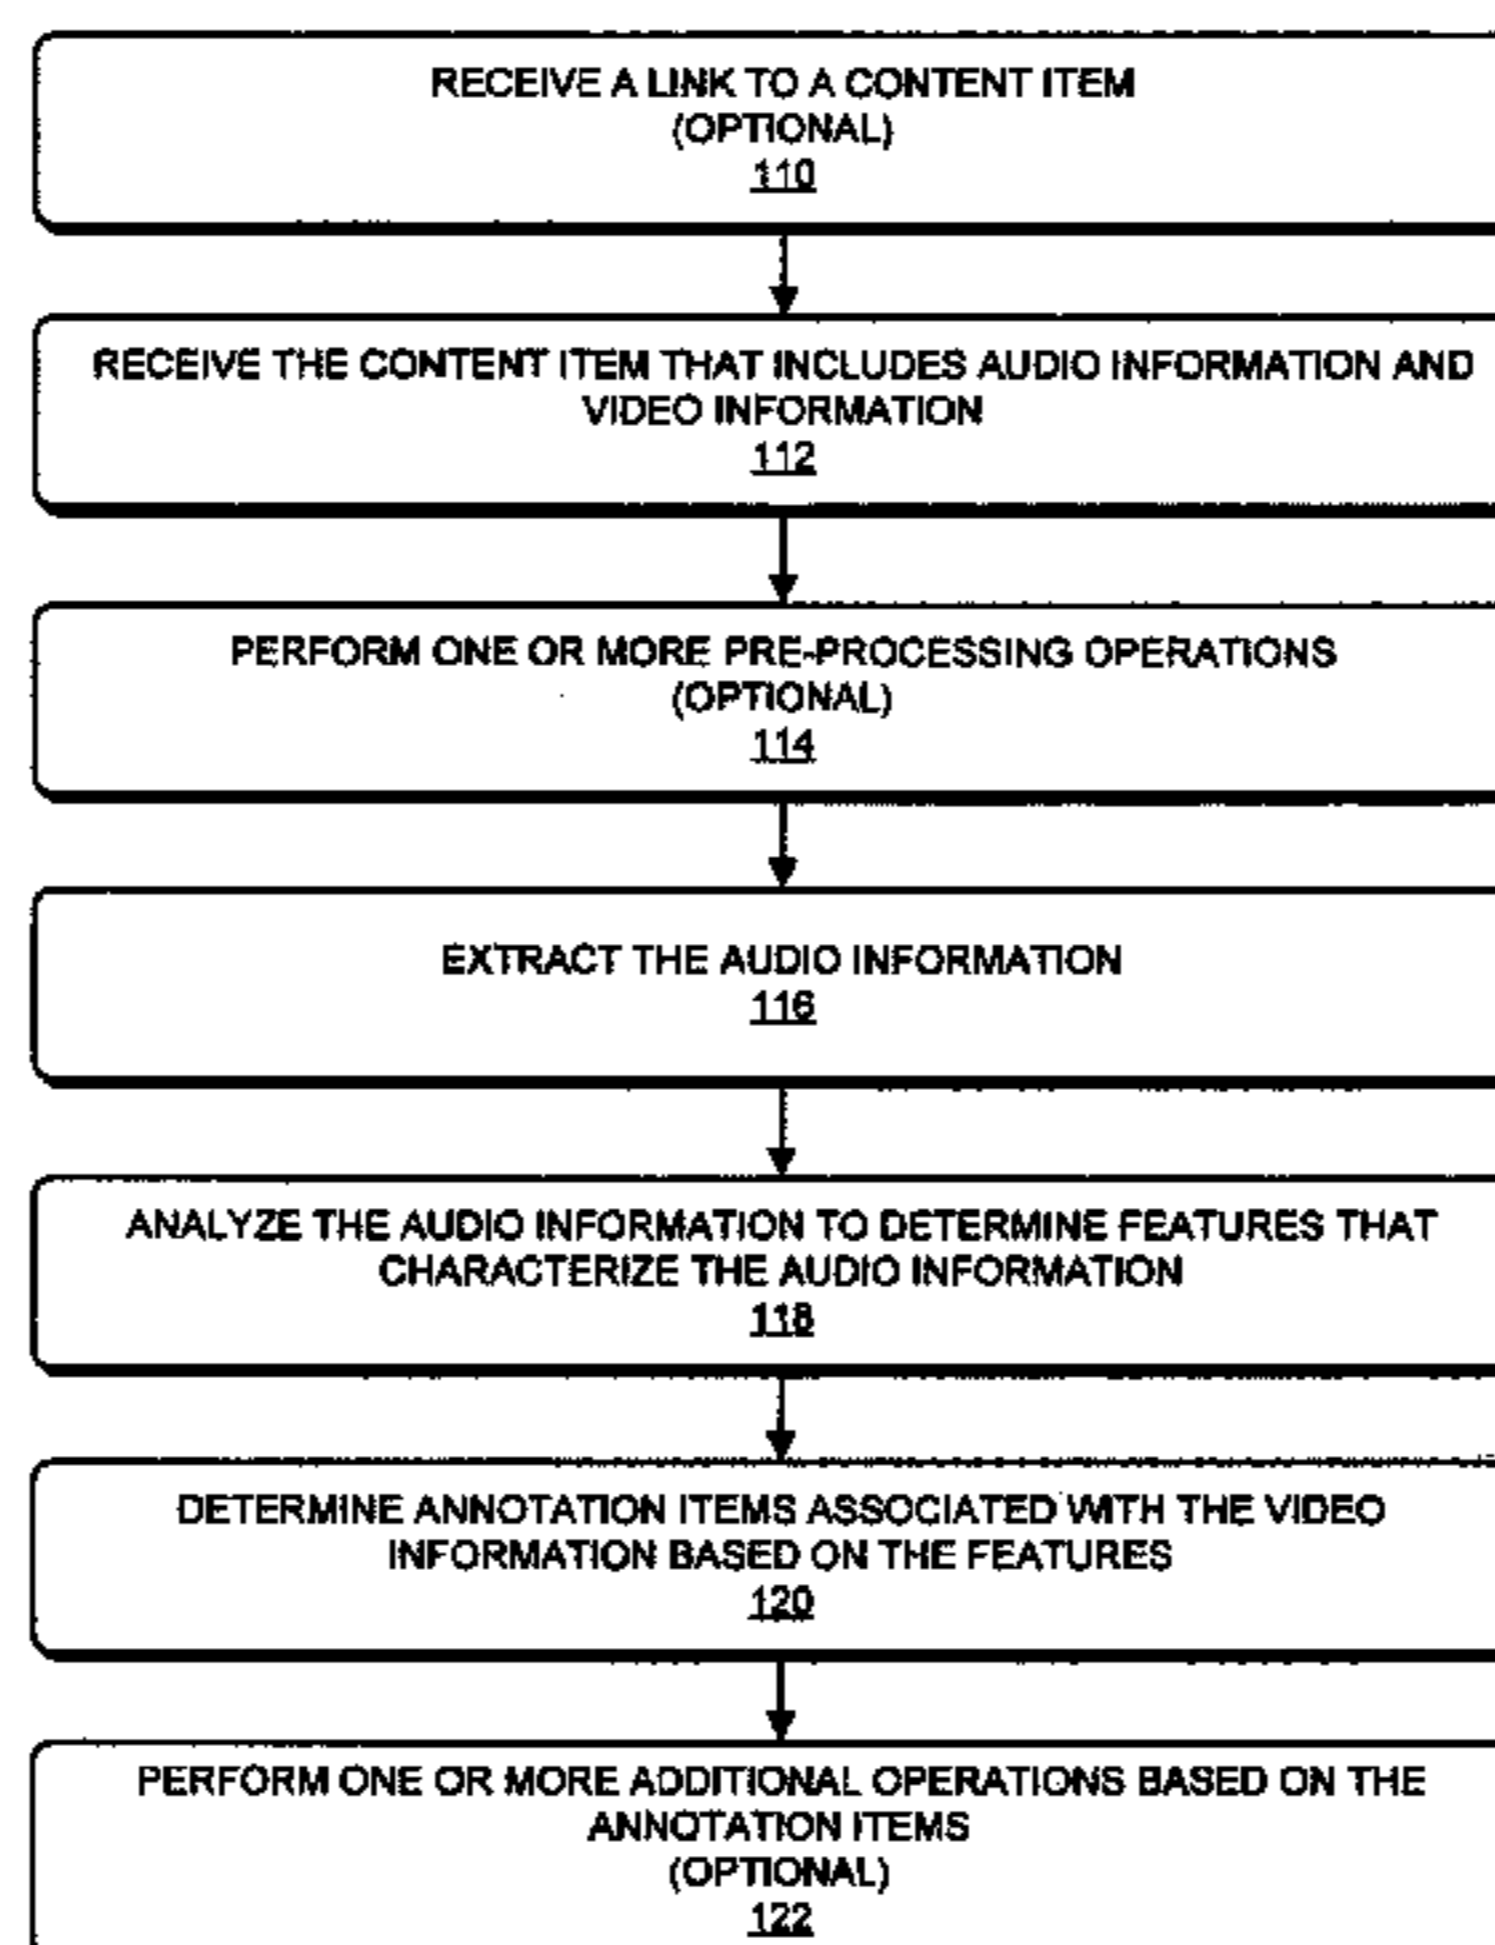 RECEIVE A LINK TO A CONTENT ITEM
(OPTIONAL)
110
RECEIVE THE CONTENT ITEM THAT INCLUDES AUDIO INFORMATION AND
VIDEO INFORMATION
112
PERFORM ONE OR MORE PRE-PROCESSING OPERATIONS
(OPTIONAL)
114
EXTRACT THE AUDIO INFORMATION
116
ANALYZE THE AUDIO INFORMATION TO DETERMINE FEATURES THAT
CHARACTERIZE THE AUDIO INFORMATION
118
DETERMINE ANNOTATION ITEMS ASSOCIATED WITH THE VIDEO
INFORMATION BASED ON THE FEATURES
120
PERFORM ONE OR MORE ADDITIONAL OPERATIONS BASED ON THE
ANNOTATION ITEMS
(OPTIONAL)
122